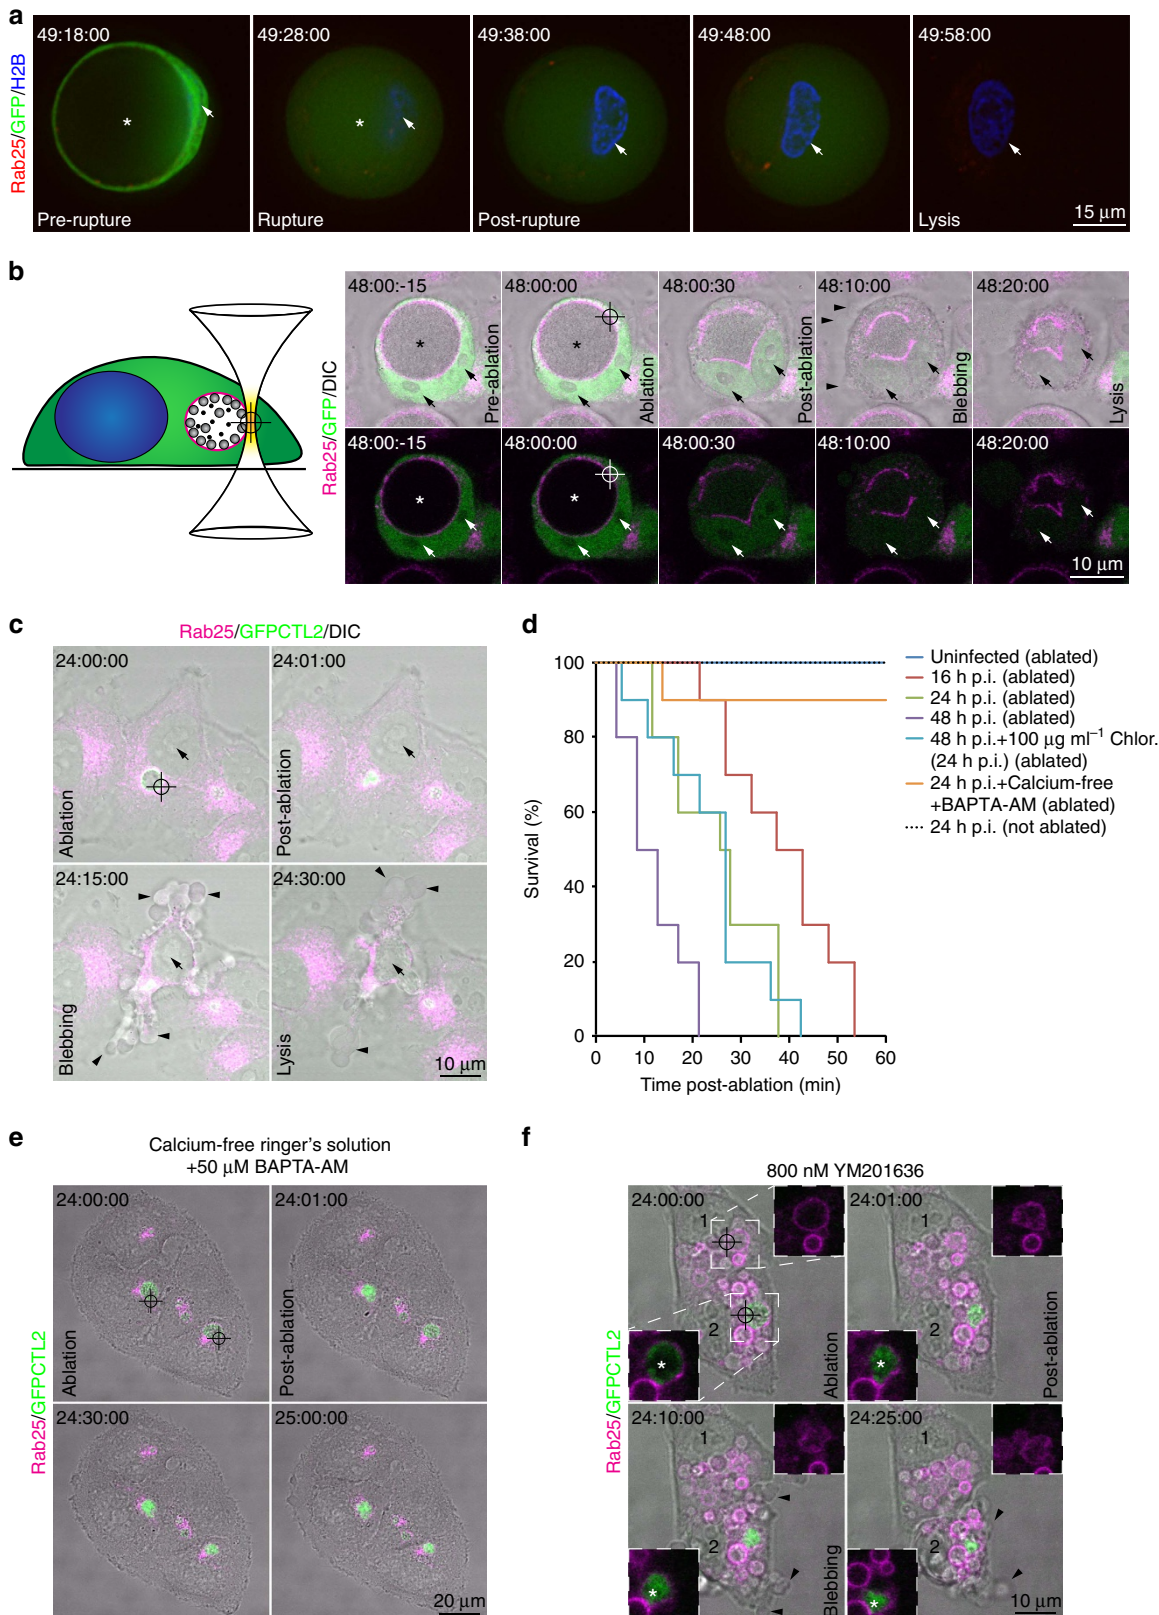 a
Rab25/GFP/H2B
49:18:00
49:28:00
49:38:00
49:48:00
49:58:00
*
*
Pre-rupture
Rupture
Post-rupture
Lysis
15 µm
b
Rab25/GFP/DIC
48:00:-15
48:00:00
48:00:30
48:10:00
48:20:00
*
*
Pre-ablation
Ablation
Post-ablation
Blebbing
Lysis
48:00:-15
48:00:00
48:00:30
48:10:00
48:20:00
*
*
10 µm
c
Rab25/GFPCTL2/DIC
24:00:00
24:01:00
Ablation
Post-ablation
24:15:00
24:30:00
Blebbing
Lysis
10 µm
d
Survival (%)
100
80
60
40
20
0
0 10 20 30 40 50 60
Time post-ablation (min)
Uninfected (ablated)
16 h p.i. (ablated)
24 h p.i. (ablated)
48 h p.i. (ablated)
48 h p.i.+100 µg ml⁻¹ Chlor.
(24 h p.i.) (ablated)
24 h p.i.+Calcium-free
+BAPTA-AM (ablated)
24 h p.i. (not ablated)
e
Calcium-free ringer's solution
+50 µM BAPTA-AM
Rab25/GFPCTL2
24:00:00
24:01:00
Ablation
Post-ablation
24:30:00
25:00:00
20 µm
f
800 nM YM201636
Rab25/GFPCTL2
24:00:00
24:01:00
1
1
2
2
*
*
Ablation
Post-ablation
24:10:00
24:25:00
1
2
2
*
*
Blebbing
10 µm